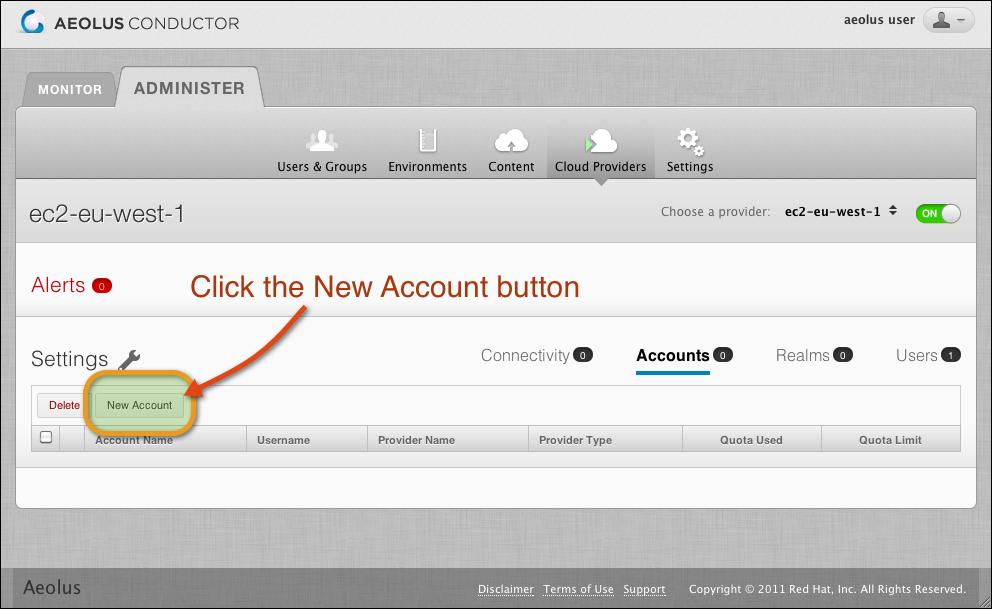 AEOLUS CONDUCTOR
aeolus user
MONITOR
ADMINISTER
Users & Groups
Environments
Content
Cloud Providers
Settings
ec2-eu-west-1
Choose a provider:
ec2-eu-west-1
ON
Alerts 0
Click the New Account button
Settings
Connectivity 0
Accounts 0
Realms 0
Users 1
Delete
New Account
Account Name
Username
Provider Name
Provider Type
Quota Used
Quota Limit
Aeolus
Disclaimer
Terms of Use
Support
Copyright © 2011 Red Hat, Inc. All Rights Reserved.